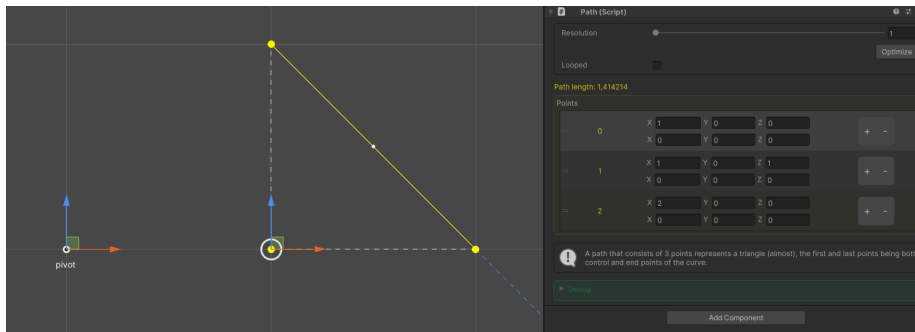 Path (Script)
Resolution 1
Optimize
Looped
Path length: 1,414214
Points
0 X 1 Y 0 Z 0
X 0 Y 0 Z 0
+ -
1 X 1 Y 0 Z 1
X 0 Y 0 Z 0
+ -
2 X 2 Y 0 Z 0
X 0 Y 0 Z 0
+ -
A path that consists of 3 points represents a triangle (almost), the first and last points being both
control and end points of the curve.
Debug
Add Component
pivot